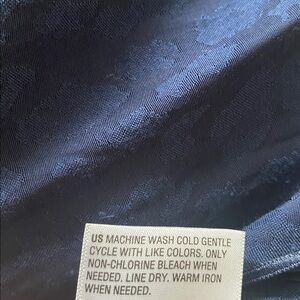 US MACHINE WASH COLD GENTLE
CYCLE WITH LIKE COLORS. ONLY
NON-CHLORINE BLEACH WHEN
NEEDED. LINE DRY. WARM IRON
WHEN NEEDED.